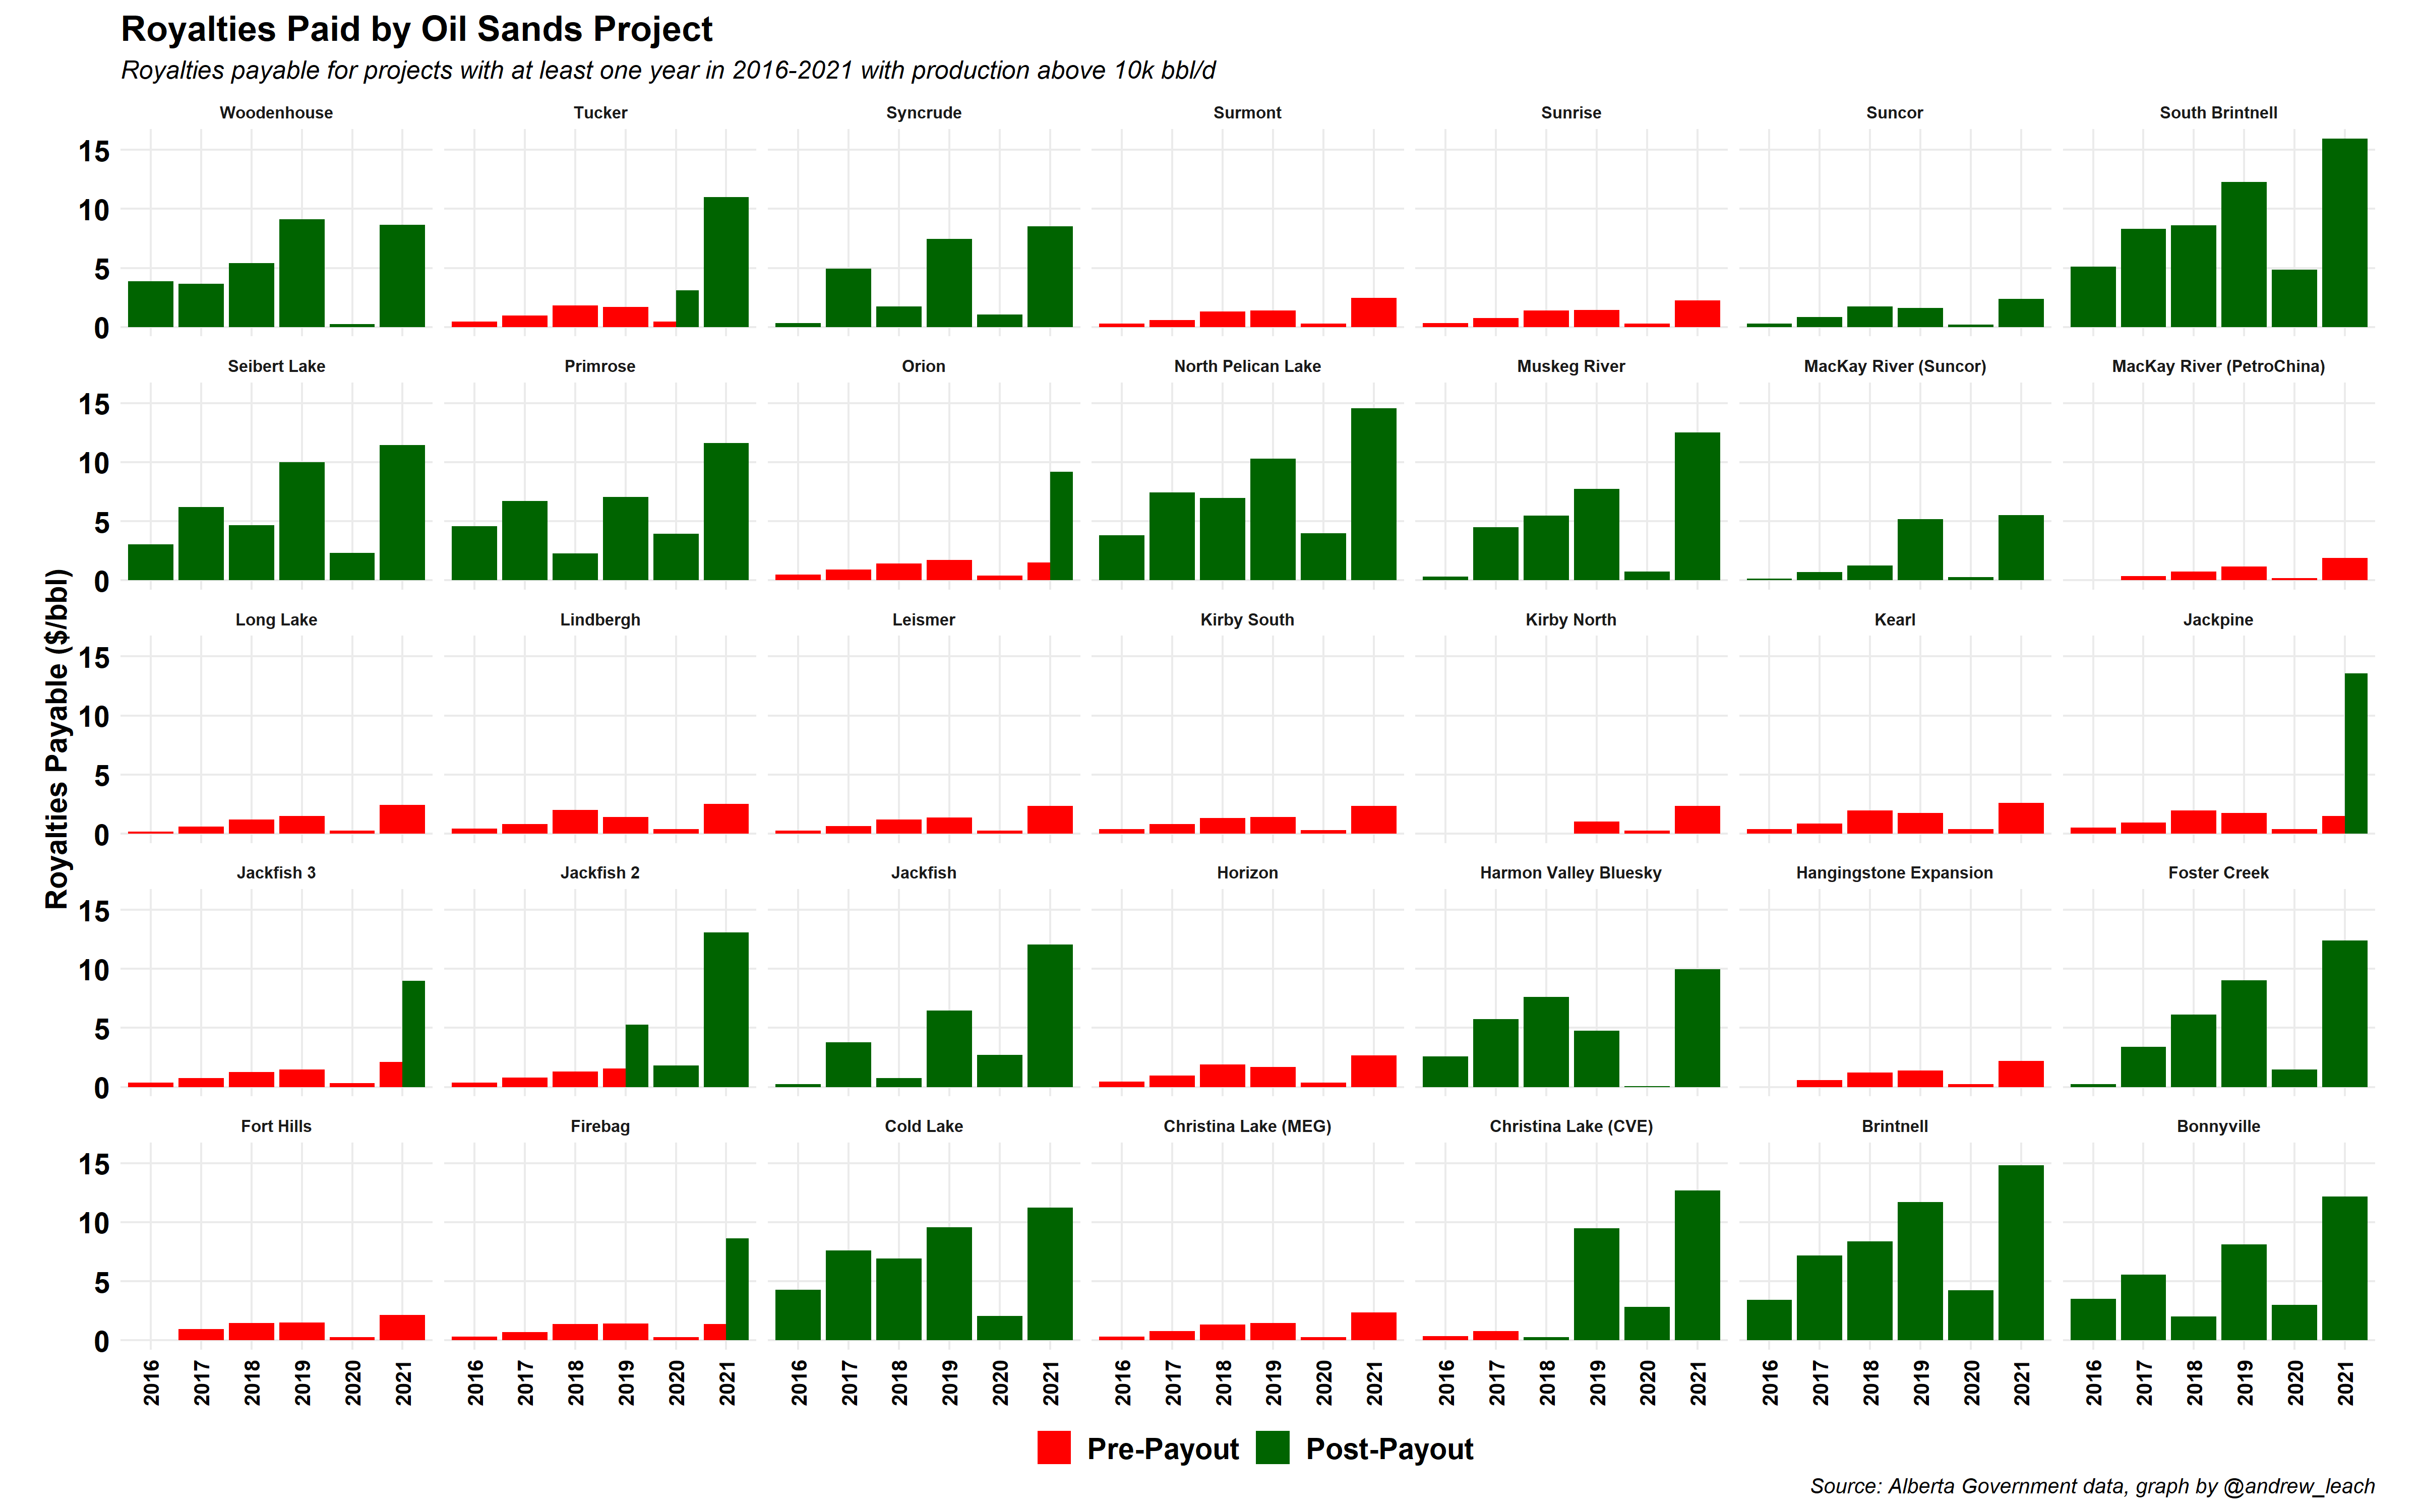 Royalties Paid by Oil Sands Project
Royalties payable for projects with at least one year in 2016-2021 with production above 10k bbl/d
Royalties Payable ($/bbl)
Woodenhouse Tucker Syncrude Surmont Sunrise Suncor South Brintnell
15
10
5
0
Seibert Lake Primrose Orion North Pelican Lake Muskeg River MacKay River (Suncor) MacKay River (PetroChina)
15
10
5
0
Long Lake Lindbergh Leismer Kirby South Kirby North Kearl Jackpine
15
10
5
0
Jackfish 3 Jackfish 2 Jackfish Horizon Harmon Valley Bluesky Hangingstone Expansion Foster Creek
15
10
5
0
Fort Hills Firebag Cold Lake Christina Lake (MEG) Christina Lake (CVE) Brintnell Bonnyville
15
10
5
0
2016 2017 2018 2019 2020 2021 2016 2017 2018 2019 2020 2021 2016 2017 2018 2019 2020 2021 2016 2017 2018 2019 2020 2021 2016 2017 2018 2019 2020 2021 2016 2017 2018 2019 2020 2021 2016 2017 2018 2019 2020 2021
Pre-Payout Post-Payout
Source: Alberta Government data, graph by @andrew_leach